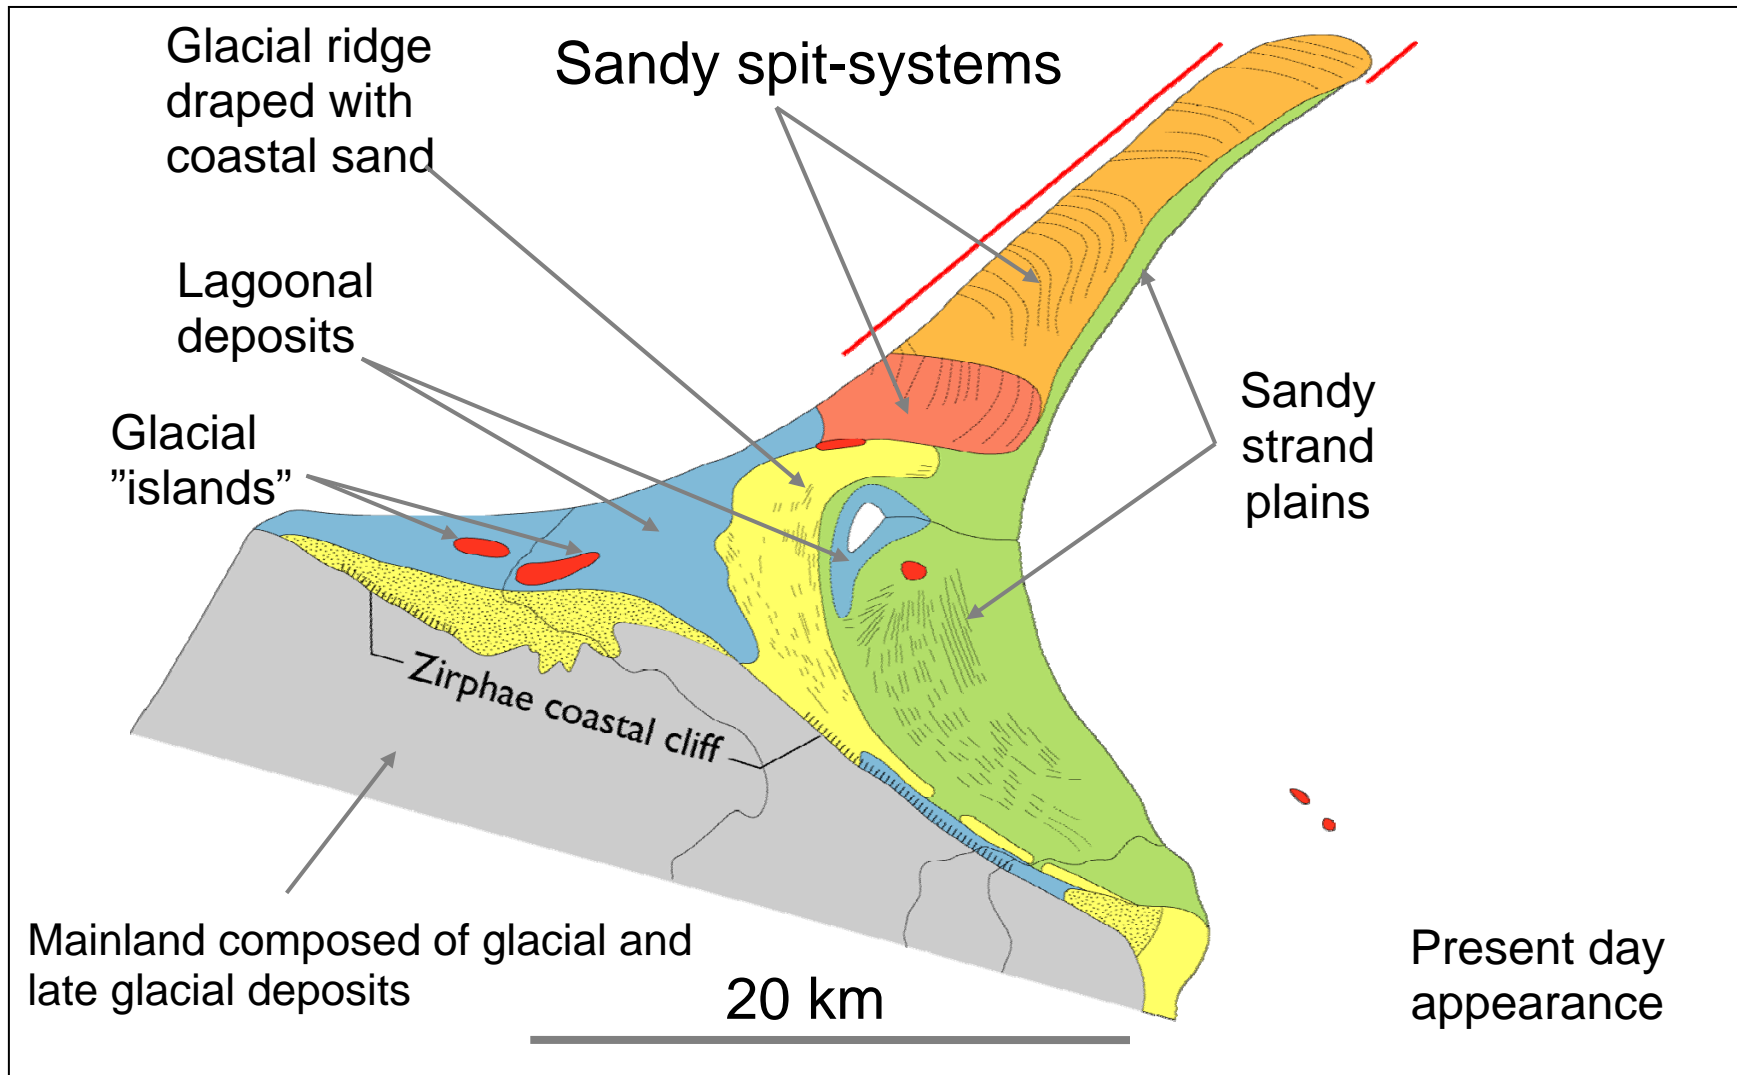 Glacial ridge
draped with
coastal sand
Sandy spit-systems
Lagoonal
deposits
Glacial
”islands”
Sandy
strand
plains
Zirphae coastal cliff
Mainland composed of glacial and
late glacial deposits
20 km
Present day
appearance